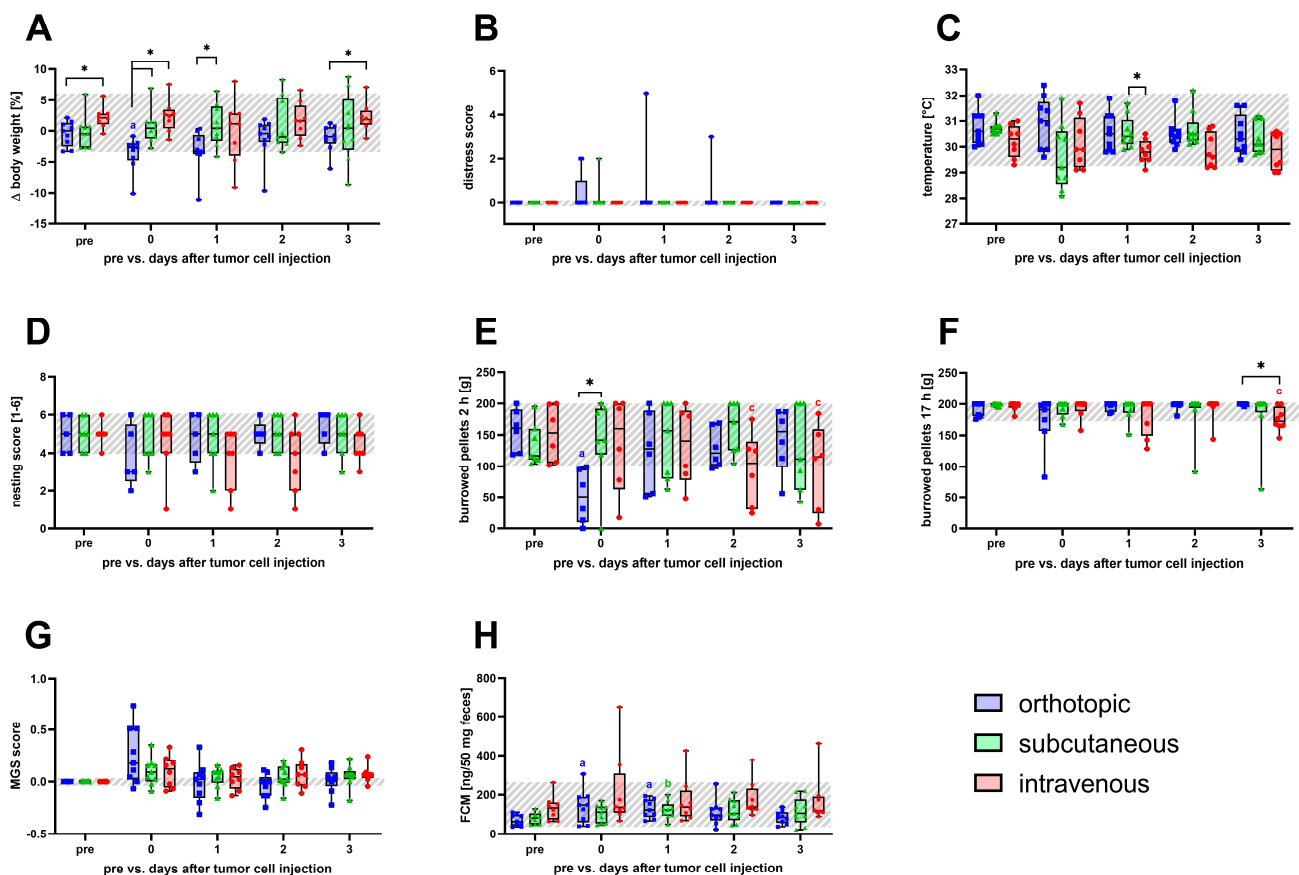 A
B
C
Δ body weight [%]
10
5
0
-5
-10
-15
*
*
*
*
a
pre
0
1
2
3
pre vs. days after tumor cell injection
distress score
6
4
2
0
pre
0
1
2
3
pre vs. days after tumor cell injection
temperature [°C]
33
32
31
30
29
28
27
*
pre
0
1
2
3
pre vs. days after tumor cell injection
D
E
F
nesting score [1-6]
8
6
4
2
0
pre
0
1
2
3
pre vs. days after tumor cell injection
burrowed pellets 2 h [g]
200
150
100
50
0
*
a
c
c
pre
0
1
2
3
pre vs. days after tumor cell injection
burrowed pellets 17 h [g]
250
200
150
100
50
0
*
c
pre
0
1
2
3
pre vs. days after tumor cell injection
G
H
MGS score
1.0
0.5
0.0
-0.5
pre
0
1
2
3
pre vs. days after tumor cell injection
FCM [ng/50 mg feces]
800
600
400
200
0
a
a
b
pre
0
1
2
3
pre vs. days after tumor cell injection
orthotopic
subcutaneous
intravenous